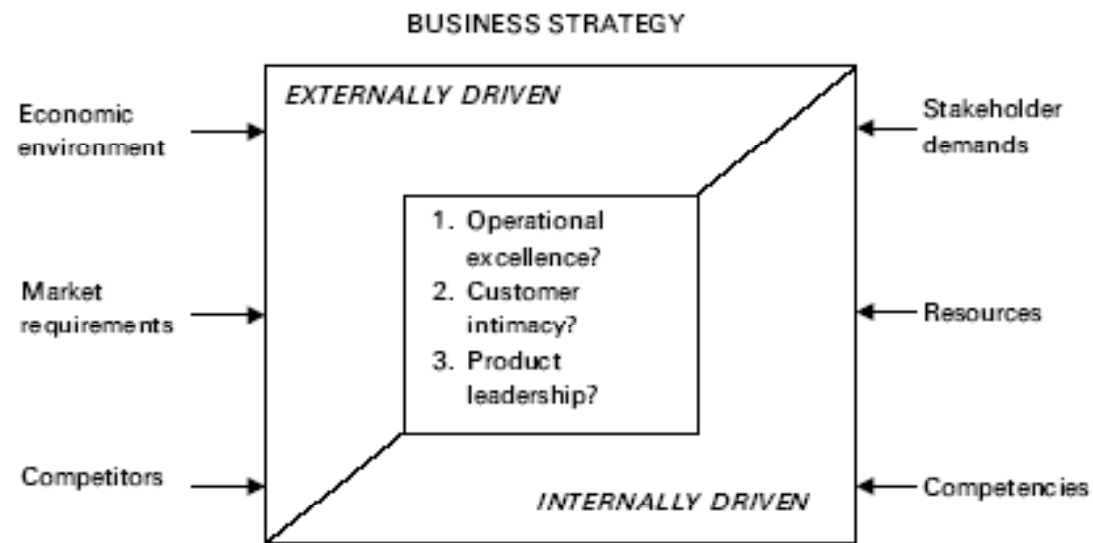 BUSINESS STRATEGY
EXTERNALLY DRIVEN
Economic
environment
Market
requirements
Competitors
1. Operational
excellence?
2. Customer
intimacy?
3. Product
leadership?
Stakeholder
demands
Resources
Competencies
INTERNALLY DRIVEN